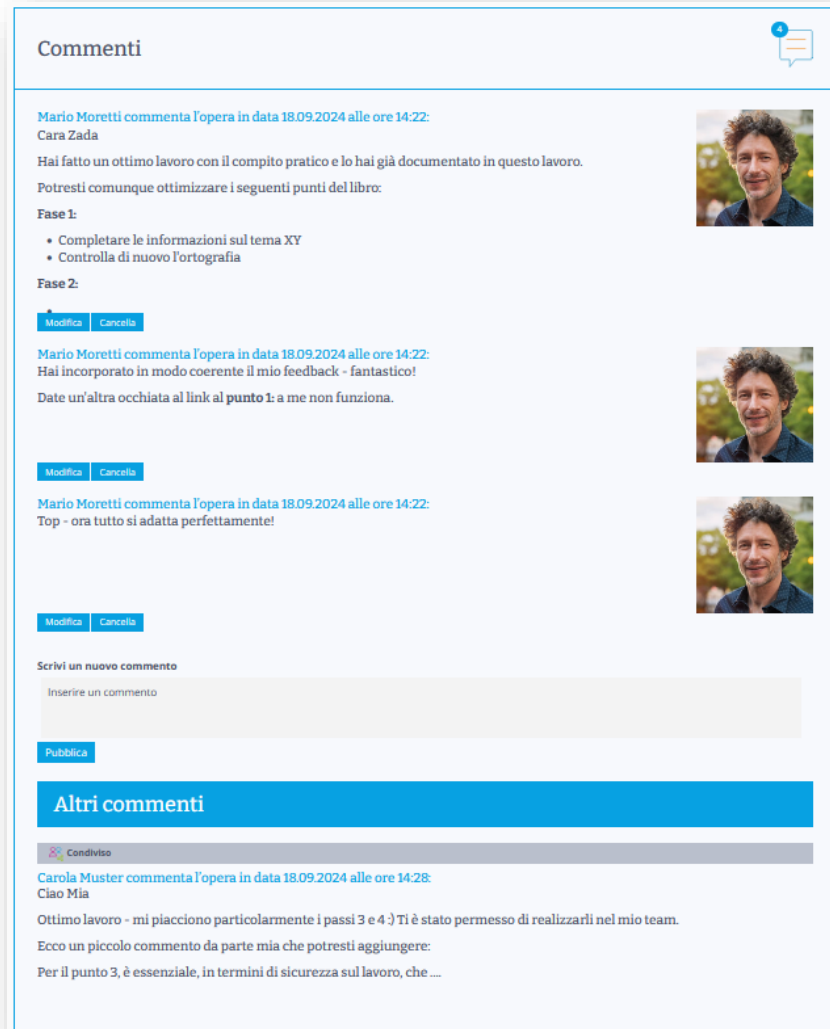 Commenti
4
Mario Moretti commenta l'opera in data 18.09.2024 alle ore 14:22:
Cara Zada
Hai fatto un ottimo lavoro con il compito pratico e lo hai già documentato in questo lavoro.
Potresti comunque ottimizzare i seguenti punti del libro:
Fase 1:
• Completare le informazioni sul tema XY
• Controlla di nuovo l'ortografia
Fase 2:
Modifica Cancella
Mario Moretti commenta l'opera in data 18.09.2024 alle ore 14:22:
Hai incorporato in modo coerente il mio feedback - fantastico!
Date un'altra occhiata al link al punto 1: a me non funziona.
Modifica Cancella
Mario Moretti commenta l'opera in data 18.09.2024 alle ore 14:22:
Top - ora tutto si adatta perfettamente!
Modifica Cancella
Scrivi un nuovo commento
Inserire un commento
Pubblica
Altri commenti
Condiviso
Carola Muster commenta l'opera in data 18.09.2024 alle ore 14:28:
Ciao Mia
Ottimo lavoro - mi piacciono particolarmente i passi 3 e 4 :) Ti è stato permesso di realizzarli nel mio team.
Ecco un piccolo commento da parte mia che potresti aggiungere:
Per il punto 3, è essenziale, in termini di sicurezza sul lavoro, che ....